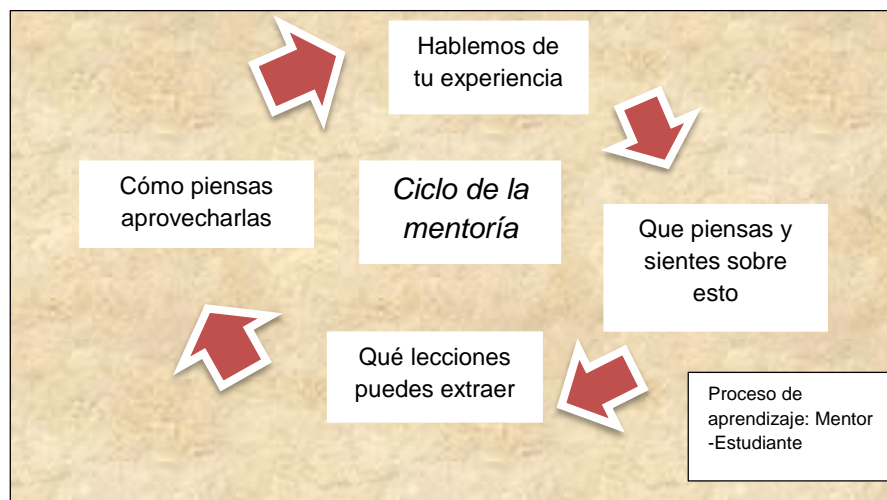 Hablemos de
tu experiencia
Cómo piensas
aprovecharlas
Ciclo de la
mentoría
Que piensas y
sientes sobre
esto
Qué lecciones
puedes extraer
Proceso de
aprendizaje: Mentor
-Estudiante